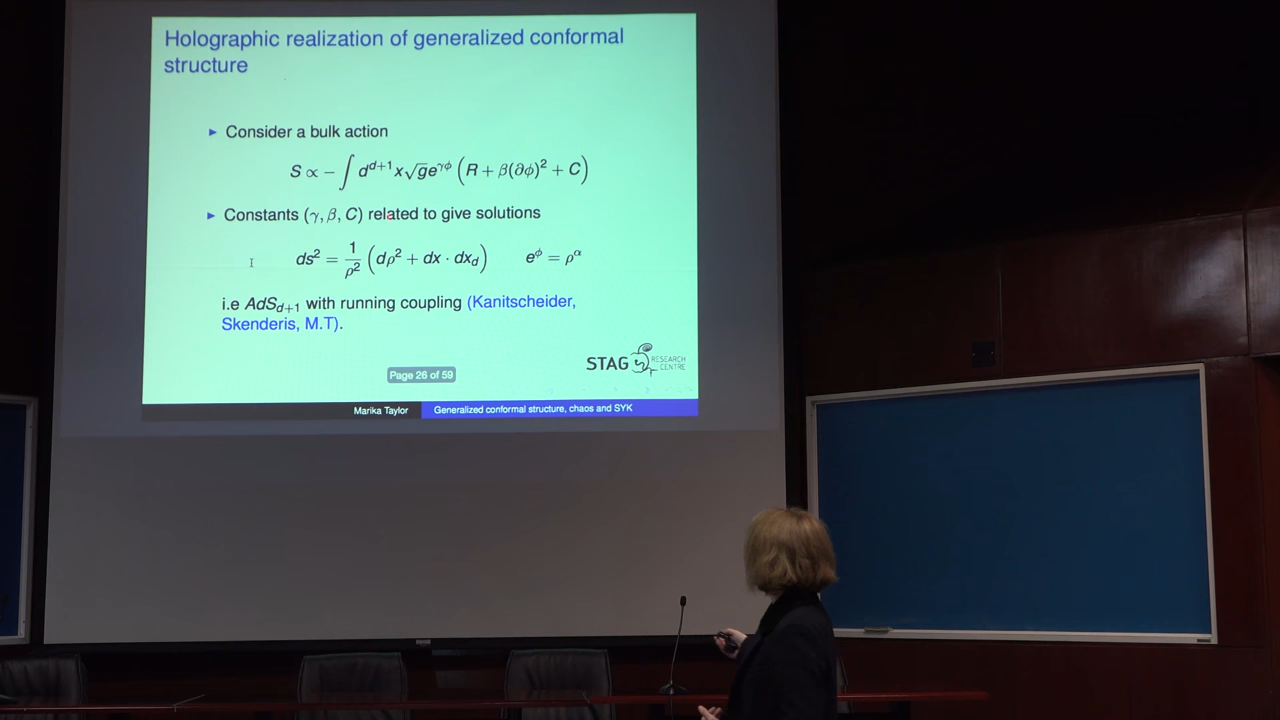 Holographic realization of generalized conformal
structure
► Consider a bulk action
S ∝ − ∫ d^{d+1}x√g e^{γϕ} (R + β(∂ϕ)² + C)
► Constants (γ, β, C) related to give solutions
ds² = 1/ρ² (dρ² + dx · dx_d)   e^ϕ = ρ^α
i.e AdS_{d+1} with running coupling (Kanitscheider,
Skenderis, M.T).
STAG RESEARCH
CENTRE
Page 26 of 59
Marika Taylor Generalized conformal structure, chaos and SYK